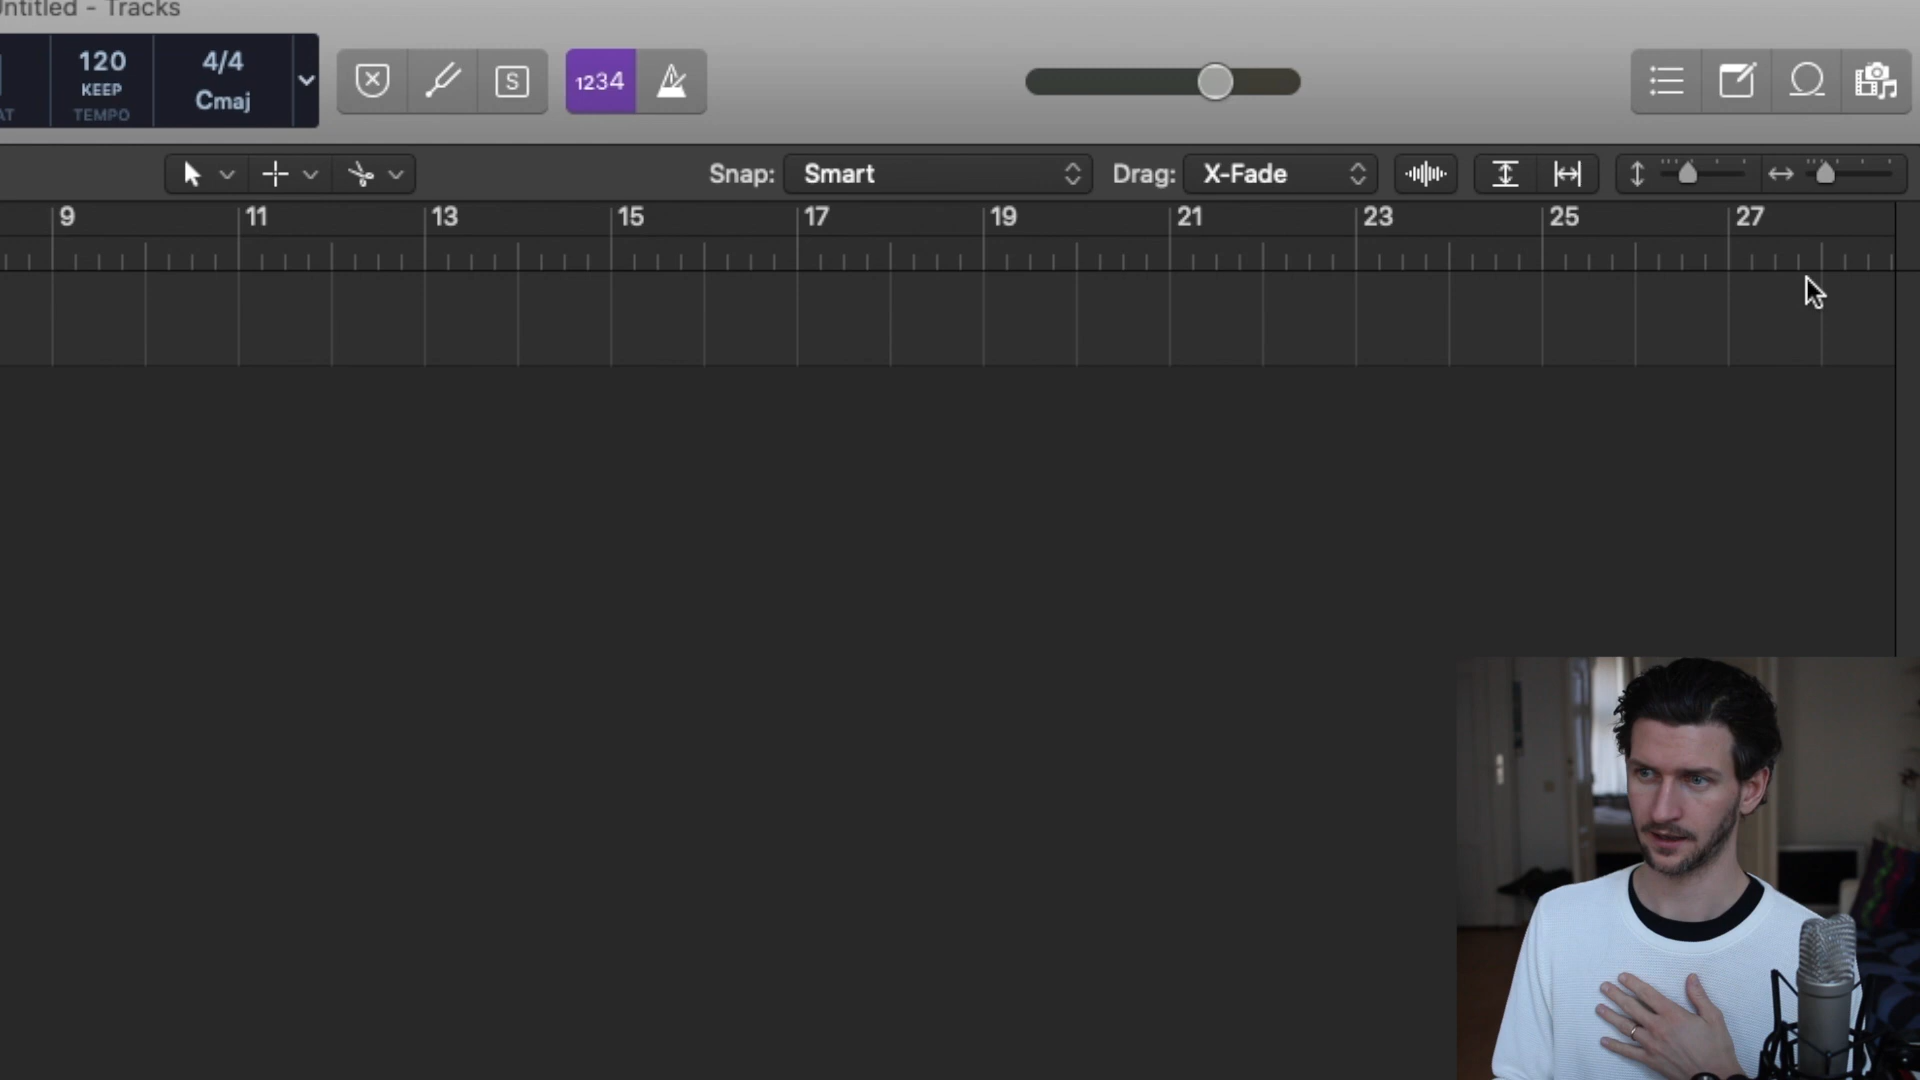 Untitled - Tracks
120
KEEP
TEMPO
4/4
Cmaj
S
1234
Snap: Smart
Drag: X-Fade
9 11 13 15 17 19 21 23 25 27